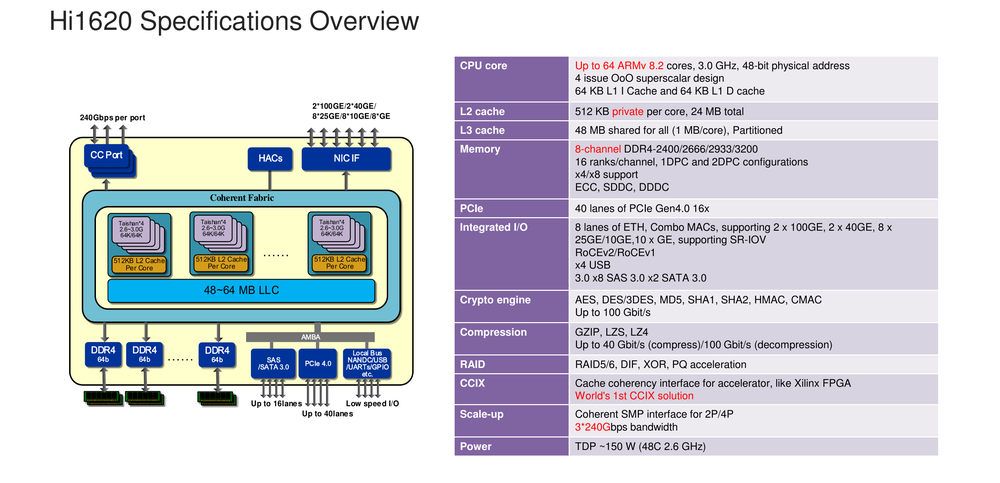 Hi1620 Specifications Overview
240Gbps per port
2*100GE/2*40GE/
8*25GE/8*10GE/8*GE
CC Port
HACs
NIC IF
Coherent Fabric
Taishan*4
2.6~3.0G
64K/64K
512KB L2 Cache
Per Core
Taishan*4
2.6~3.0G
64K/64K
512KB L2 Cache
Per Core
......
Taishan*4
2.6~3.0G
64K/64K
512KB L2 Cache
Per Core
48~64 MB LLC
AMBA
DDR4
64b
DDR4
64b
......
DDR4
64b
SAS
/SATA 3.0
PCIe 4.0
Local Bus
NANDC/USB
/UARTs/GPIO
etc.
Up to 16lanes
Up to 40lanes
Low speed I/O
CPU core
Up to 64 ARMv 8.2 cores, 3.0 GHz, 48-bit physical address
4 issue OoO superscalar design
64 KB L1 I Cache and 64 KB L1 D cache
L2 cache
512 KB private per core, 24 MB total
L3 cache
48 MB shared for all (1 MB/core), Partitioned
Memory
8-channel DDR4-2400/2666/2933/3200
16 ranks/channel, 1DPC and 2DPC configurations
x4/x8 support
ECC, SDDC, DDDC
PCIe
40 lanes of PCIe Gen4.0 16x
Integrated I/O
8 lanes of ETH, Combo MACs, supporting 2 x 100GE, 2 x 40GE, 8 x
25GE/10GE,10 x GE, supporting SR-IOV
RoCEv2/RoCEv1
x4 USB
3.0 x8 SAS 3.0 x2 SATA 3.0
Crypto engine
AES, DES/3DES, MD5, SHA1, SHA2, HMAC, CMAC
Up to 100 Gbit/s
Compression
GZIP, LZS, LZ4
Up to 40 Gbit/s (compress)/100 Gbit/s (decompression)
RAID
RAID5/6, DIF, XOR, PQ acceleration
CCIX
Cache coherency interface for accelerator, like Xilinx FPGA
World's 1st CCIX solution
Scale-up
Coherent SMP interface for 2P/4P
3*240Gbps bandwidth
Power
TDP ~150 W (48C 2.6 GHz)